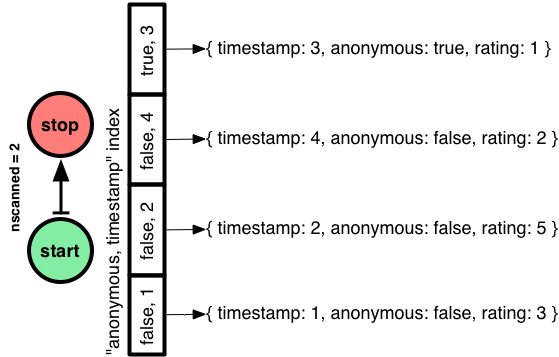 true, 3
{ timestamp: 3, anonymous: true, rating: 1 }
stop
false, 4
{ timestamp: 4, anonymous: false, rating: 2 }
nscanned = 2
"anonymous, timestamp" index
start
false, 2
{ timestamp: 2, anonymous: false, rating: 5 }
false, 1
{ timestamp: 1, anonymous: false, rating: 3 }